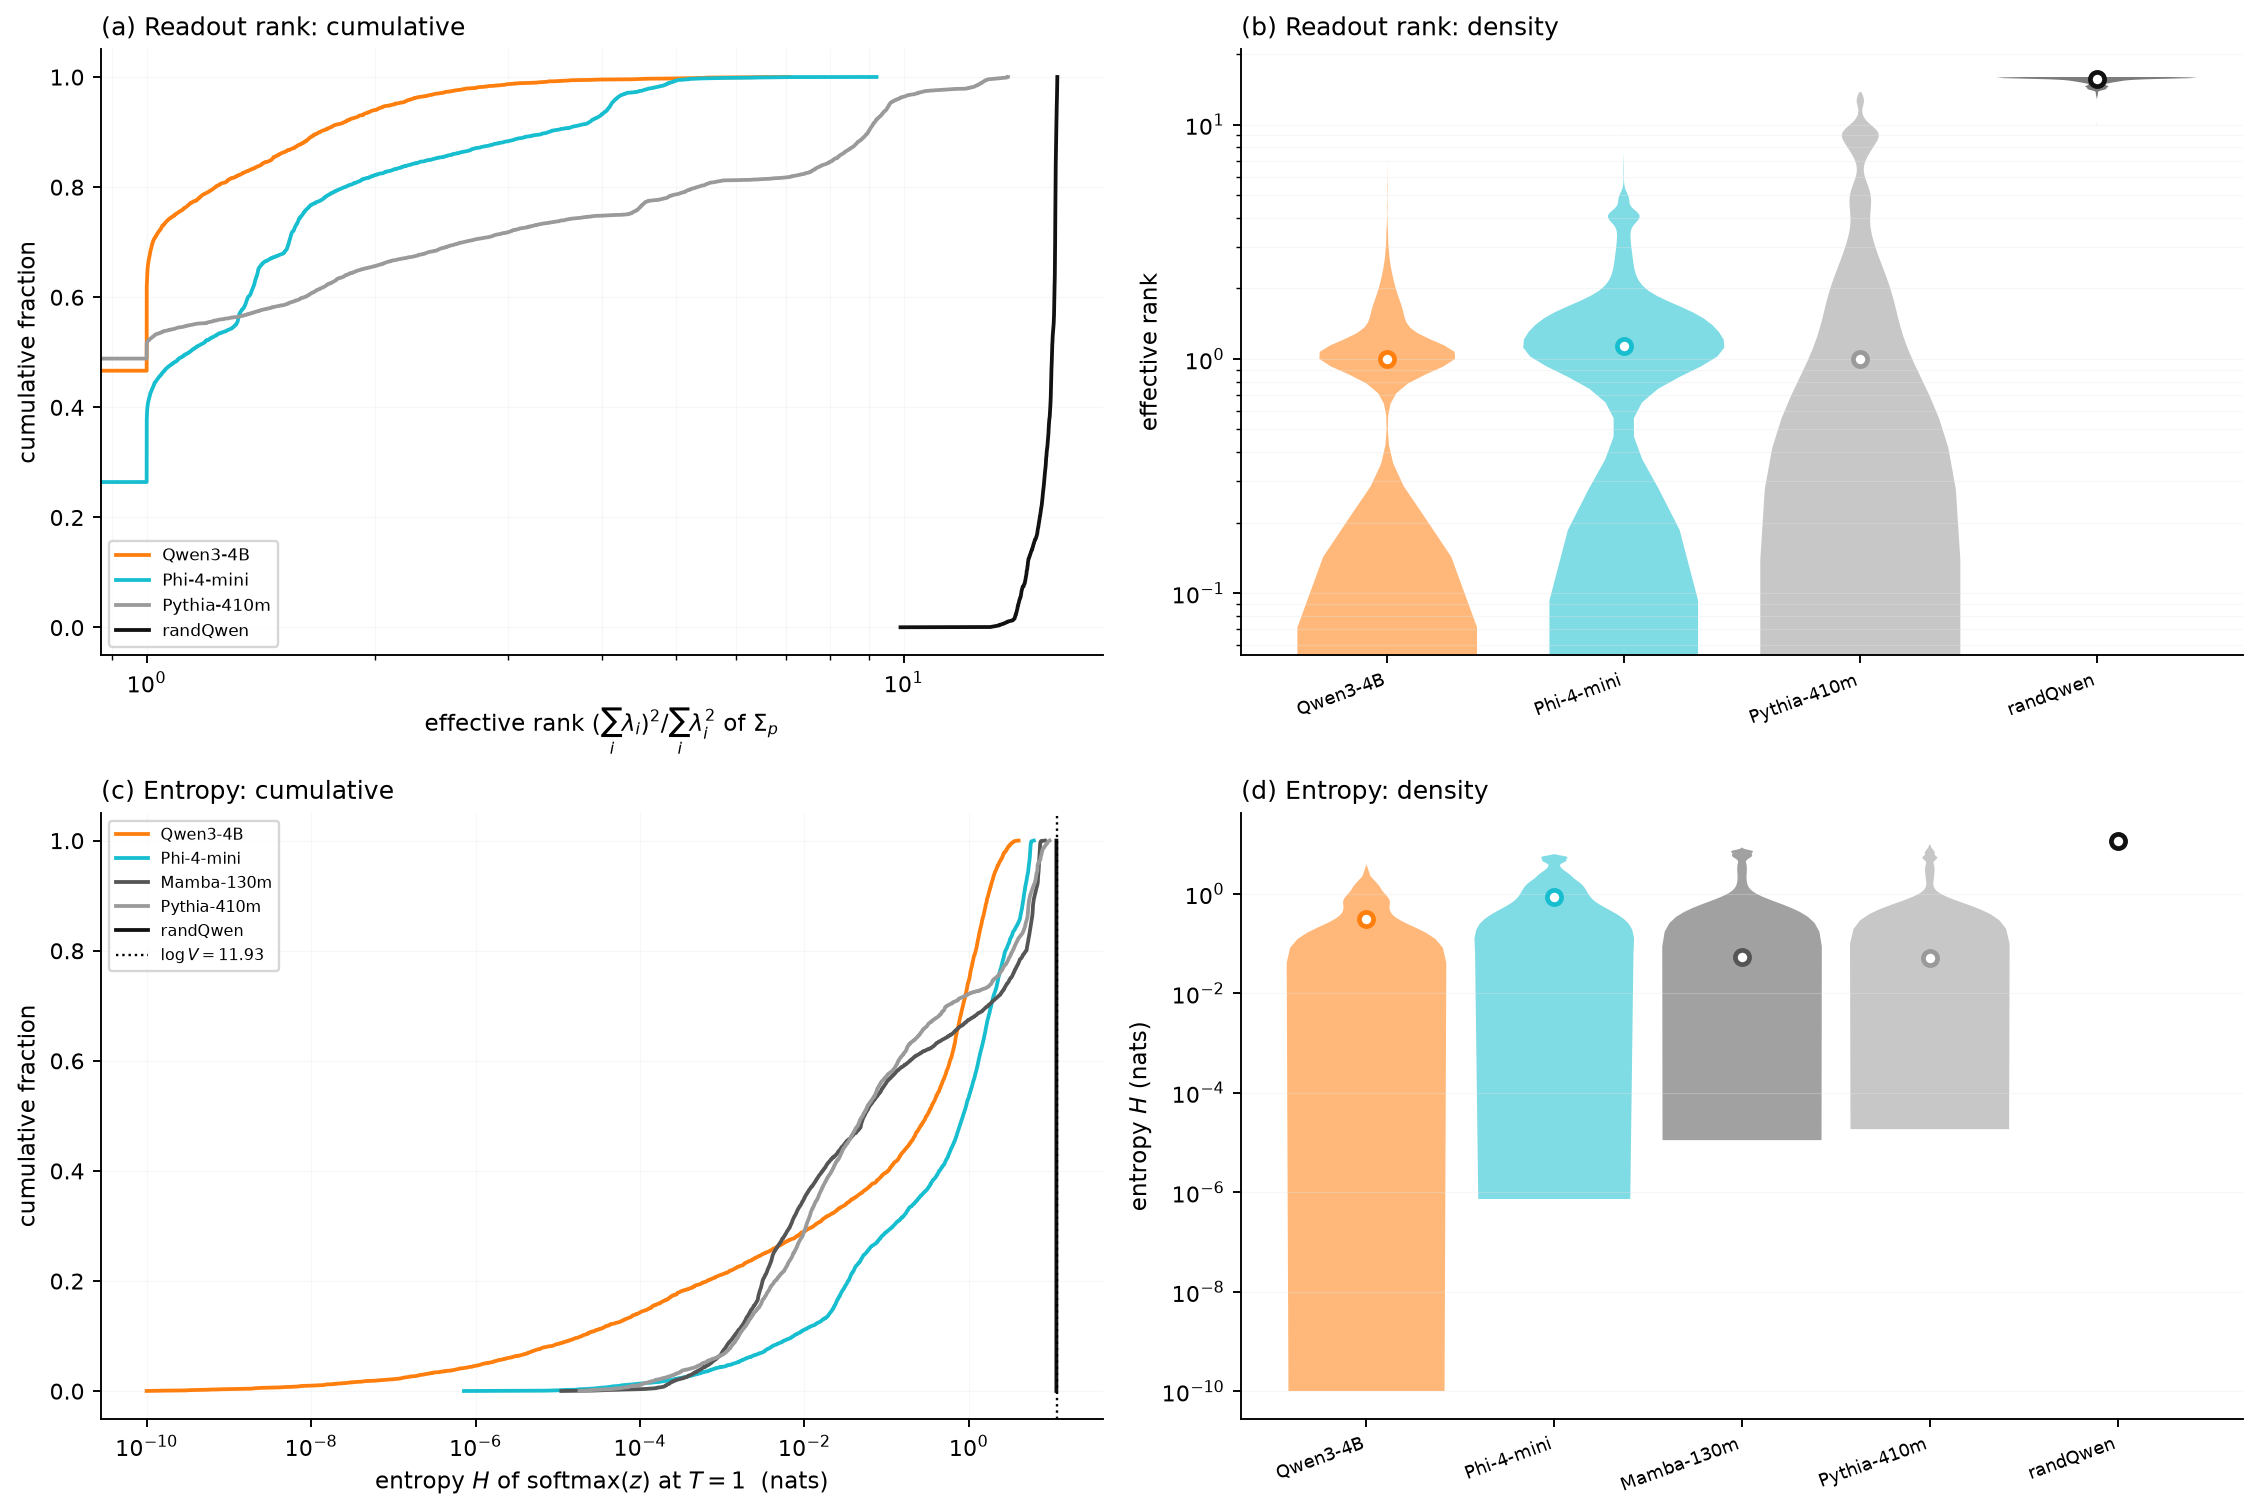 (a) Readout rank: cumulative
cumulative fraction
1.0
0.8
0.6
0.4
0.2
0.0
Qwen3-4B
Phi-4-mini
Pythia-410m
randQwen
10^0
10^1
effective rank (∑_i λ_i)^2/∑_i λ_i^2 of Σ_p
(b) Readout rank: density
effective rank
10^1
10^0
10^−1
Qwen3-4B
Phi-4-mini
Pythia-410m
randQwen
(c) Entropy: cumulative
cumulative fraction
1.0
0.8
0.6
0.4
0.2
0.0
Qwen3-4B
Phi-4-mini
Mamba-130m
Pythia-410m
randQwen
log V = 11.93
10^−10
10^−8
10^−6
10^−4
10^−2
10^0
entropy H of softmax(z) at T = 1 (nats)
(d) Entropy: density
entropy H (nats)
10^0
10^−2
10^−4
10^−6
10^−8
10^−10
Qwen3-4B
Phi-4-mini
Mamba-130m
Pythia-410m
randQwen